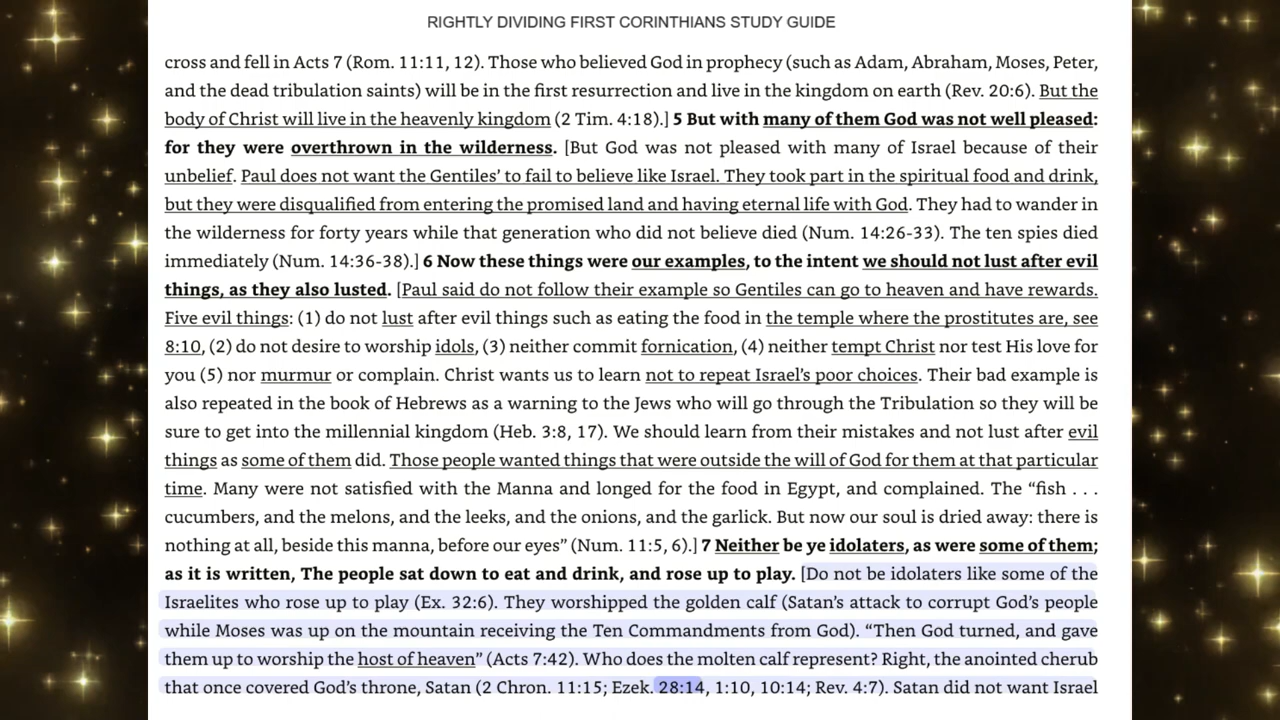 RIGHTLY DIVIDING FIRST CORINTHIANS STUDY GUIDE
cross and fell in Acts 7 (Rom. 11:11, 12). Those who believed God in prophecy (such as Adam, Abraham, Moses, Peter,
and the dead tribulation saints) will be in the first resurrection and live in the kingdom on earth (Rev. 20:6). But the
body of Christ will live in the heavenly kingdom (2 Tim. 4:18).] 5 But with many of them God was not well pleased:
for they were overthrown in the wilderness. [But God was not pleased with many of Israel because of their
unbelief. Paul does not want the Gentiles’ to fail to believe like Israel. They took part in the spiritual food and drink,
but they were disqualified from entering the promised land and having eternal life with God. They had to wander in
the wilderness for forty years while that generation who did not believe died (Num. 14:26-33). The ten spies died
immediately (Num. 14:36-38).] 6 Now these things were our examples, to the intent we should not lust after evil
things, as they also lusted. [Paul said do not follow their example so Gentiles can go to heaven and have rewards.
Five evil things: (1) do not lust after evil things such as eating the food in the temple where the prostitutes are, see
8:10, (2) do not desire to worship idols, (3) neither commit fornication, (4) neither tempt Christ nor test His love for
you (5) nor murmur or complain. Christ wants us to learn not to repeat Israel’s poor choices. Their bad example is
also repeated in the book of Hebrews as a warning to the Jews who will go through the Tribulation so they will be
sure to get into the millennial kingdom (Heb. 3:8, 17). We should learn from their mistakes and not lust after evil
things as some of them did. Those people wanted things that were outside the will of God for them at that particular
time. Many were not satisfied with the Manna and longed for the food in Egypt, and complained. The “fish . . .
cucumbers, and the melons, and the leeks, and the onions, and the garlick. But now our soul is dried away: there is
nothing at all, beside this manna, before our eyes” (Num. 11:5, 6).] 7 Neither be ye idolaters, as were some of them;
as it is written, The people sat down to eat and drink, and rose up to play. [Do not be idolaters like some of the
Israelites who rose up to play (Ex. 32:6). They worshipped the golden calf (Satan’s attack to corrupt God’s people
while Moses was up on the mountain receiving the Ten Commandments from God). “Then God turned, and gave
them up to worship the host of heaven” (Acts 7:42). Who does the molten calf represent? Right, the anointed cherub
that once covered God’s throne, Satan (2 Chron. 11:15; Ezek. 28:14, 1:10, 10:14; Rev. 4:7). Satan did not want Israel